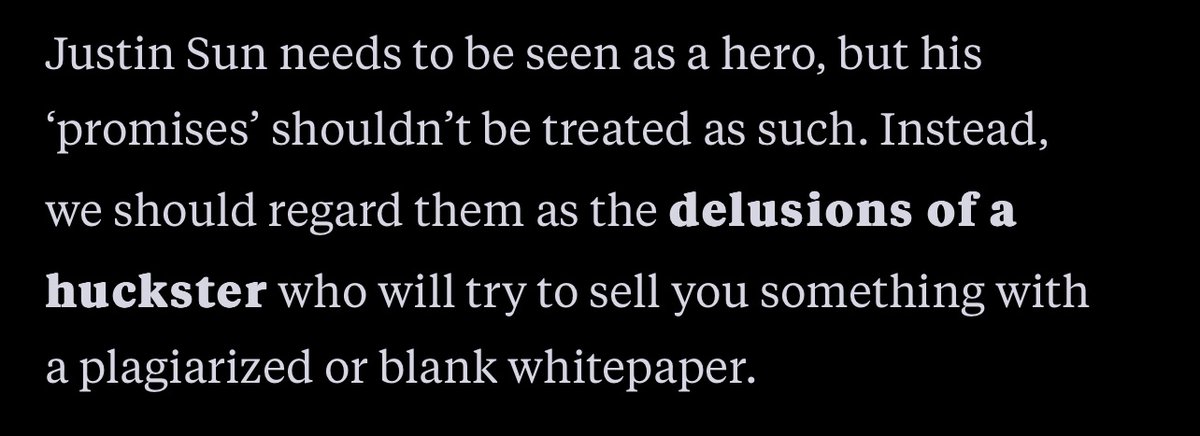 Justin Sun needs to be seen as a hero, but his
‘promises’ shouldn’t be treated as such. Instead,
we should regard them as the delusions of a
huckster who will try to sell you something with
a plagiarized or blank whitepaper.